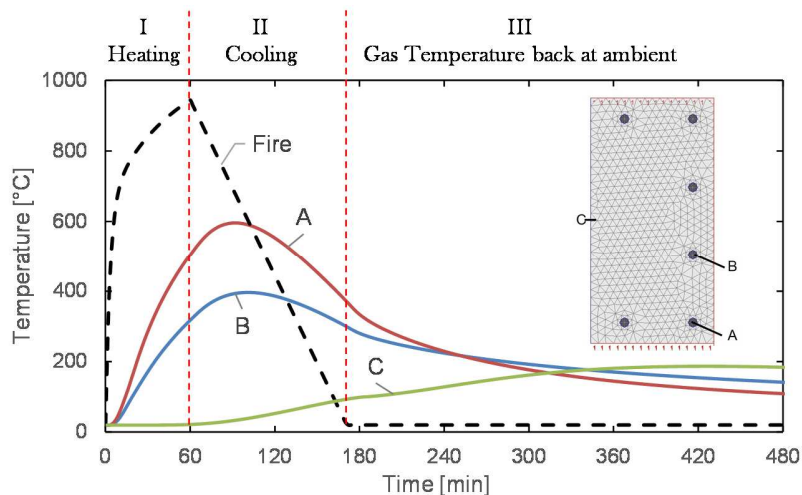 I II III
Heating Cooling Gas Temperature back at ambient
1000
800
600
400
200
0
Temperature [°C]
Fire
A
B
C
C
B
A
0 60 120 180 240 300 360 420 480
Time [min]